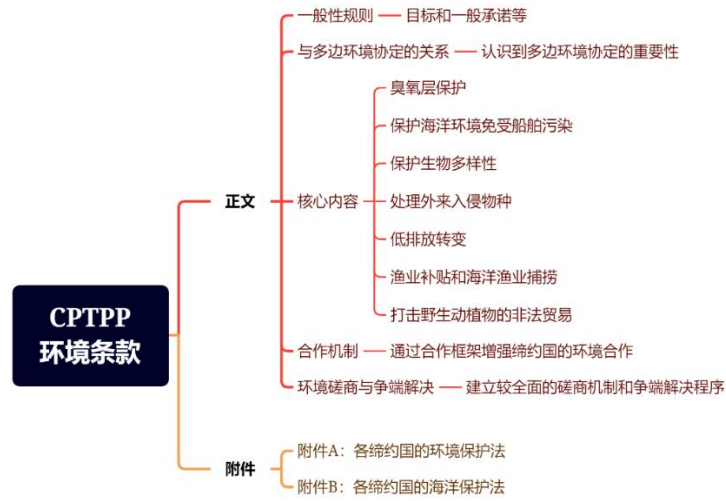 一般性规则
目标和一般承诺等
与多边环境协定的关系
认识到多边环境协定的重要性
臭氧层保护
保护海洋环境免受船舶污染
保护生物多样性
正文
核心内容
处理外来入侵物种
低排放转变
渔业补贴和海洋渔业捕捞
打击野生动植物的非法贸易
CPTPP
环境条款
合作机制
通过合作框架增强缔约国的环境合作
环境磋商与争端解决
建立较全面的磋商机制和争端解决程序
附件
附件A：各缔约国的环境保护法
附件B：各缔约国的海洋保护法